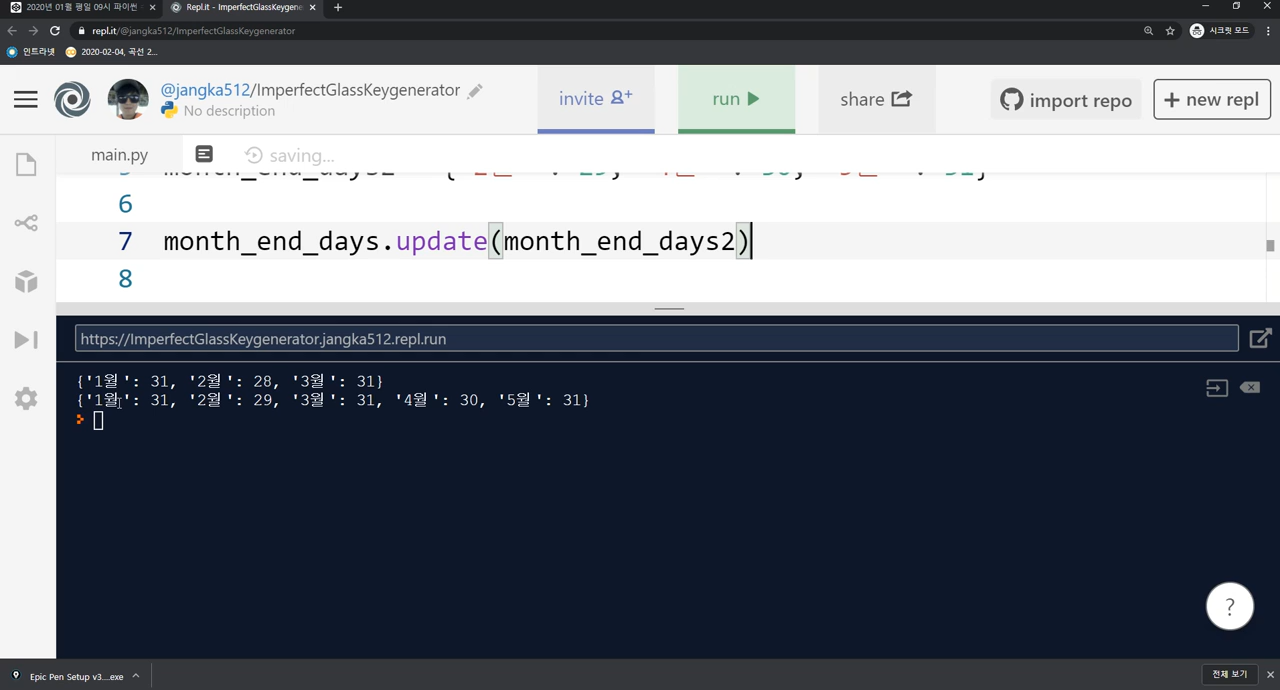 2020년 01월 평일 09시 파이썬
Repl.it - ImperfectGlassKeygene
repl.it/@jangka512/ImperfectGlassKeygenerator
시크릿 모드
인트라넷
2020-02-04, 곡선 2...
@jangka512/ImperfectGlassKeygenerator
No description
invite
run
share
import repo
+ new repl
main.py
saving...
6
7 month_end_days.update(month_end_days2)
8
https://ImperfectGlassKeygenerator.jangka512.repl.run
{'1월': 31, '2월': 28, '3월': 31}
{'1월': 31, '2월': 29, '3월': 31, '4월': 30, '5월': 31}
>
?
Epic Pen Setup v3....exe
전체 보기